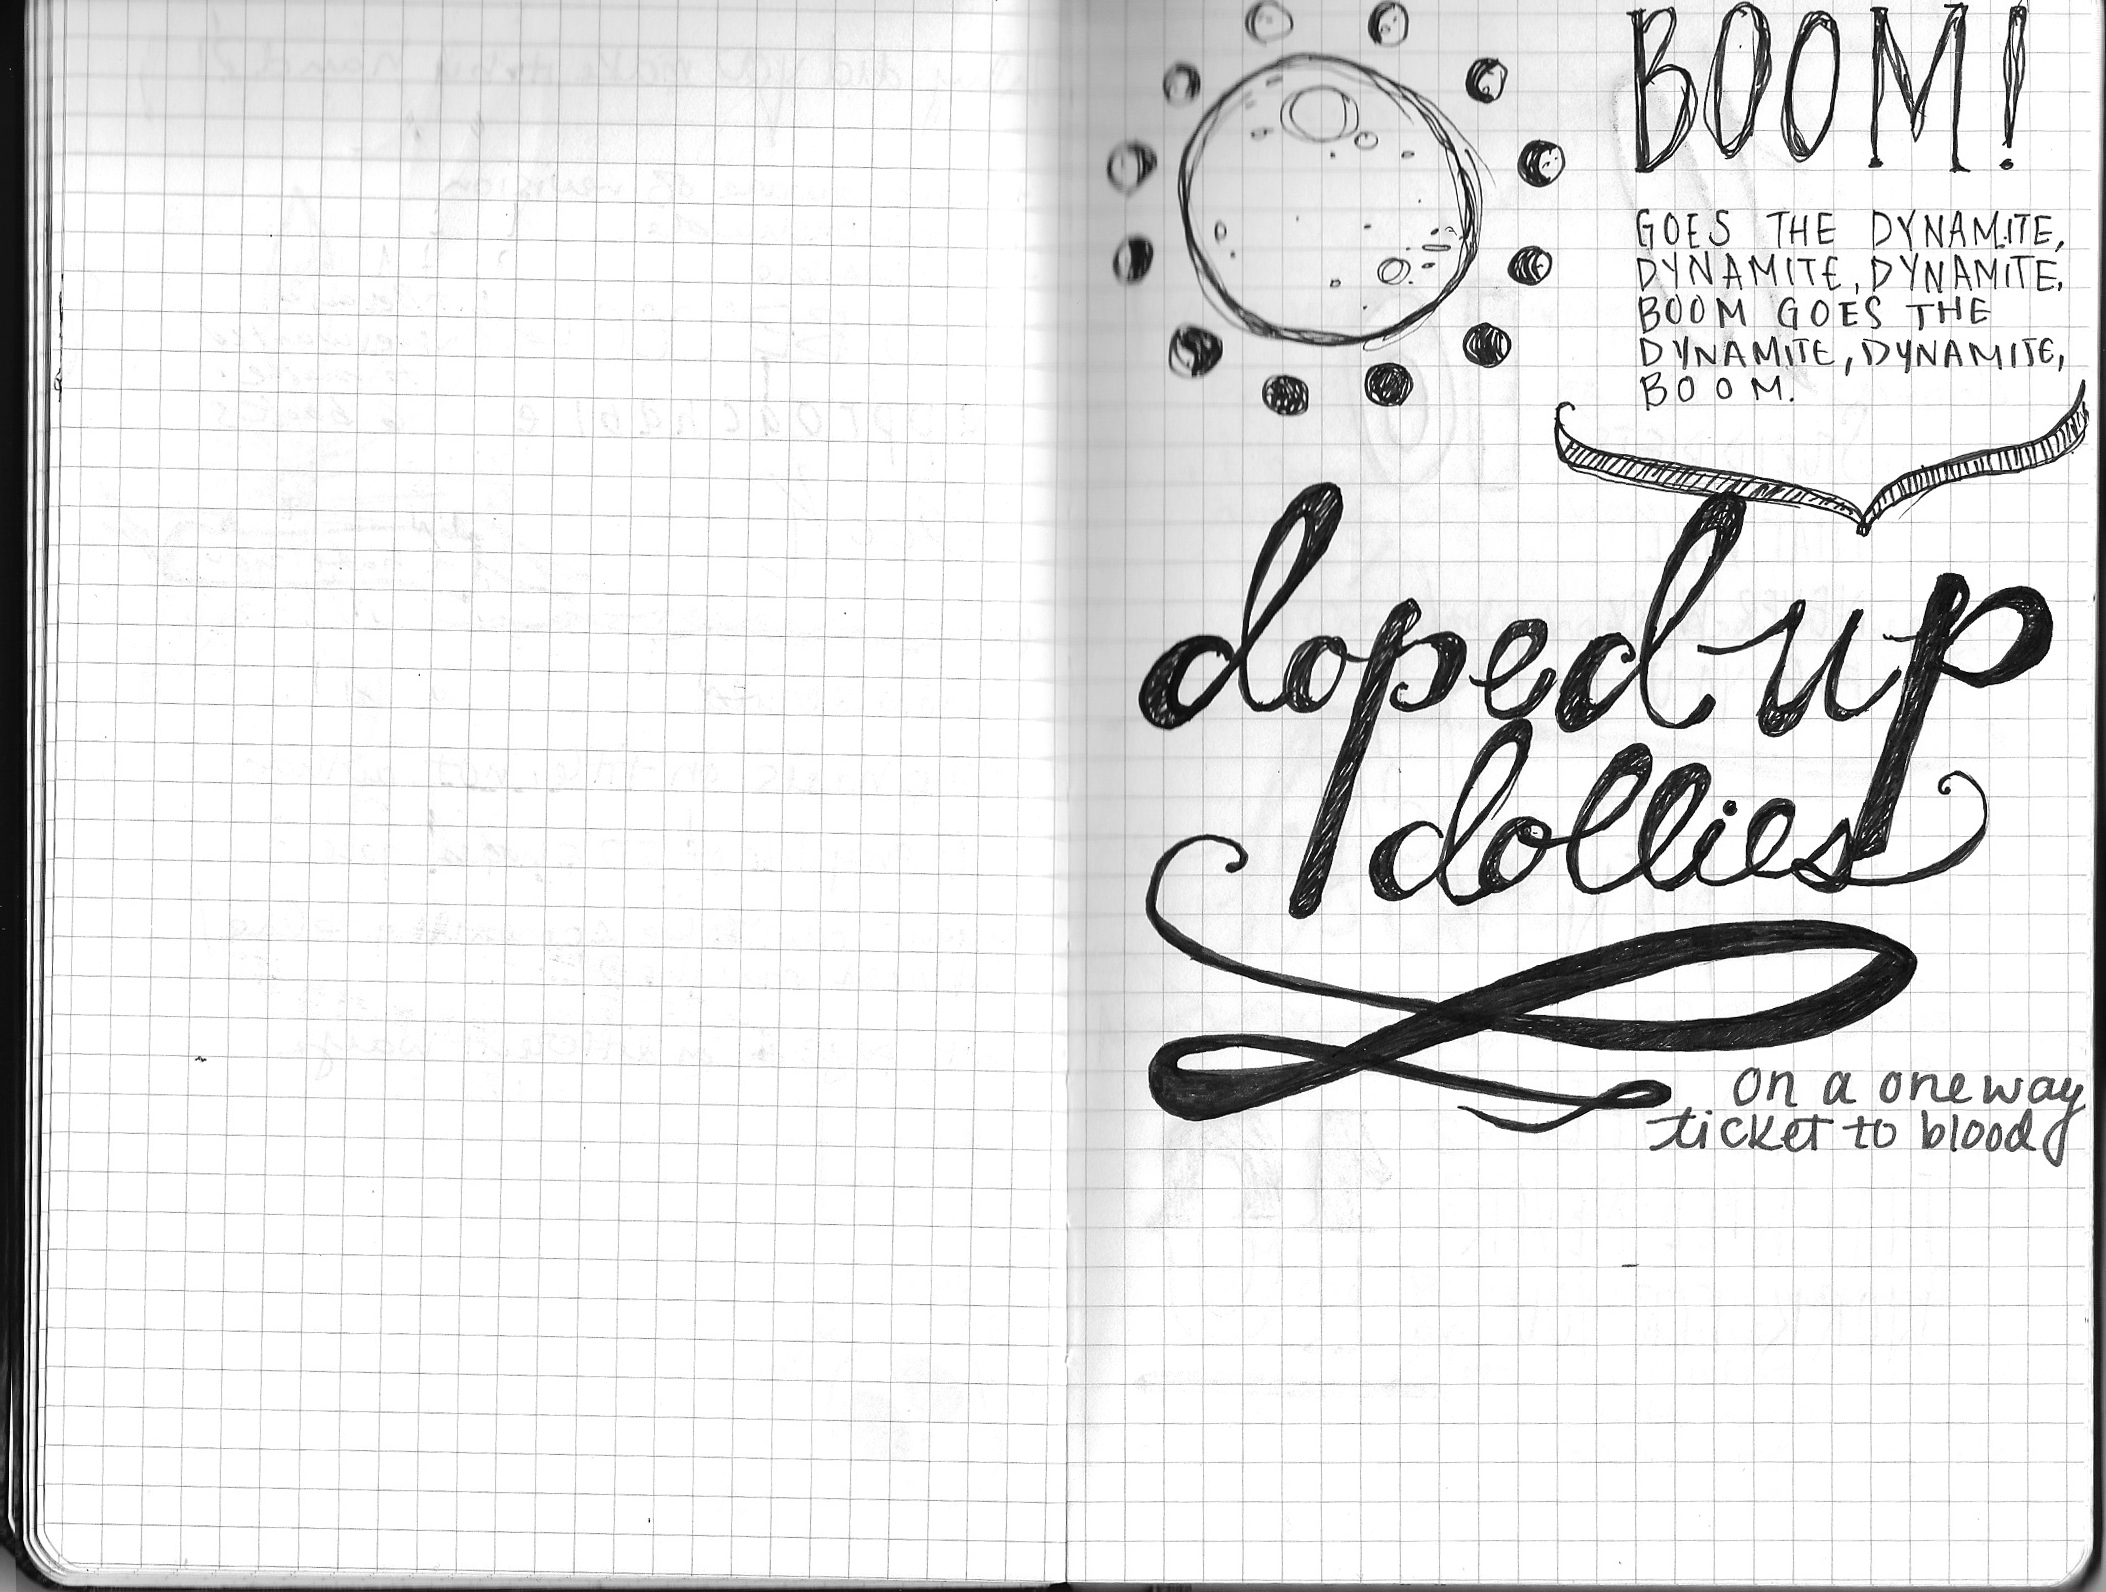 BOOM!
GOES THE DYNAMITE,
DYNAMITE, DYNAMITE,
BOOM GOES THE
DYNAMITE, DYNAMITE,
BOOM.
doped up
dollies
on a one way
ticket to bloody